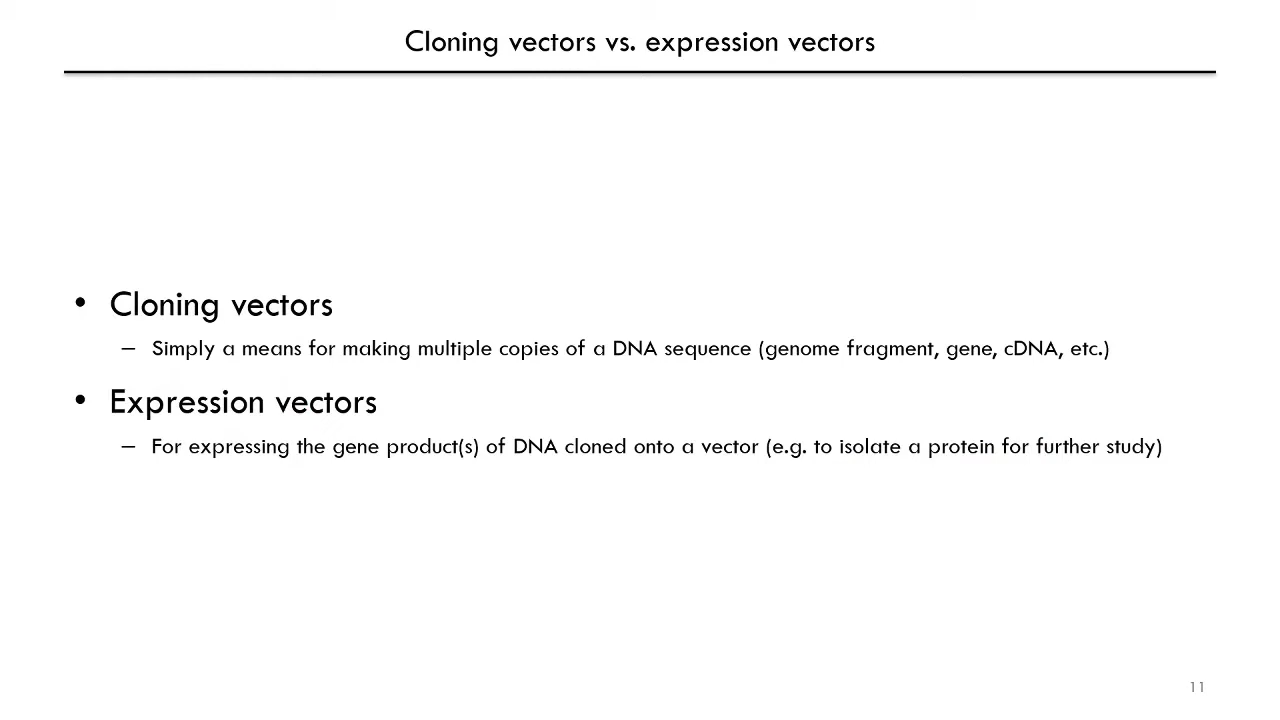 Cloning vectors vs. expression vectors
• Cloning vectors
– Simply a means for making multiple copies of a DNA sequence (genome fragment, gene, cDNA, etc.)
• Expression vectors
– For expressing the gene product(s) of DNA cloned onto a vector (e.g. to isolate a protein for further study)
11